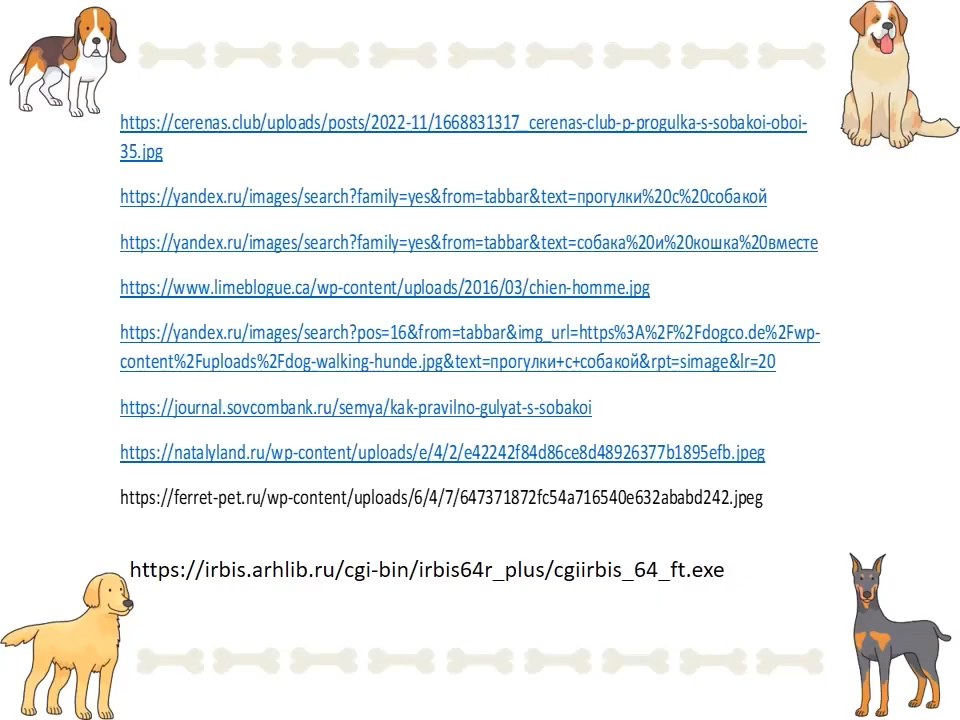 https://cerenas.club/uploads/posts/2022-11/1668831317_cerenas-club-p-progulka-s-sobakoi-oboi-
35.jpg
https://yandex.ru/images/search?family=yes&from=tabbar&text=прогулки%20с%20собакой
https://yandex.ru/images/search?family=yes&from=tabbar&text=собака%20и%20кошка%20вместе
https://www.limeblogue.ca/wp-content/uploads/2016/03/chien-homme.jpg
https://yandex.ru/images/search?pos=16&from=tabbar&img_url=https%3A%2F%2Fdogco.de%2Fwp-
content%2Fuploads%2Fdog-walking-hunde.jpg&text=прогулки+с+собакой&rpt=simage&lr=20
https://journal.sovcombank.ru/semya/kak-pravilno-gulyat-s-sobakoi
https://natalyland.ru/wp-content/uploads/e/4/2/e42242f84d86ce8d48926377b1895efb.jpeg
https://ferret-pet.ru/wp-content/uploads/6/4/7/647371872fc54a716540e632ababd242.jpeg
https://irbis.arhlib.ru/cgi-bin/irbis64r_plus/cgiirbis_64_ft.exe